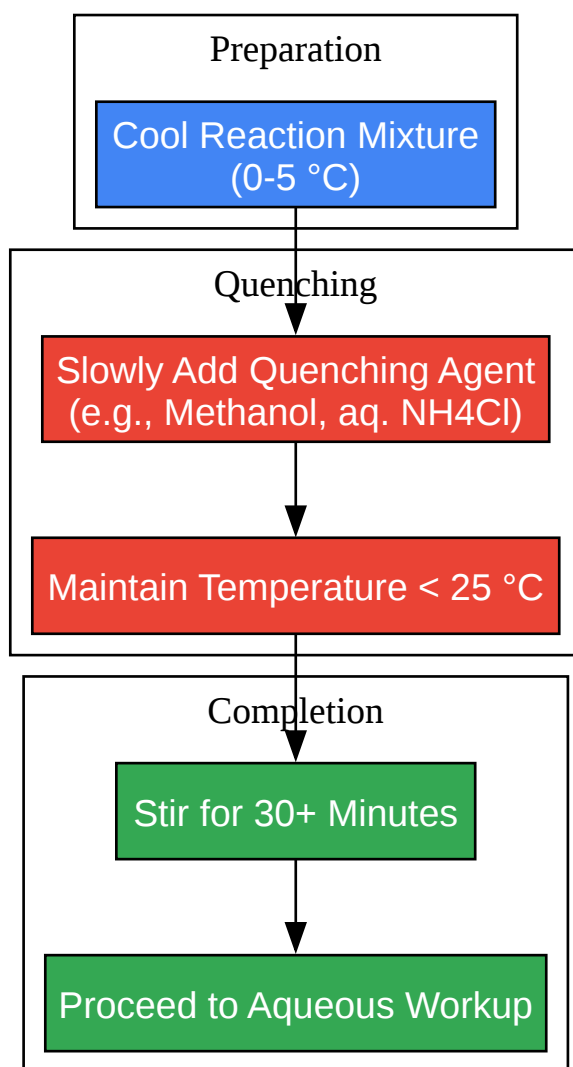 Preparation
Cool Reaction Mixture
(0-5 °C)
Quenching
Slowly Add Quenching Agent
(e.g., Methanol, aq. NH4Cl)
Maintain Temperature < 25 °C
Completion
Stir for 30+ Minutes
Proceed to Aqueous Workup